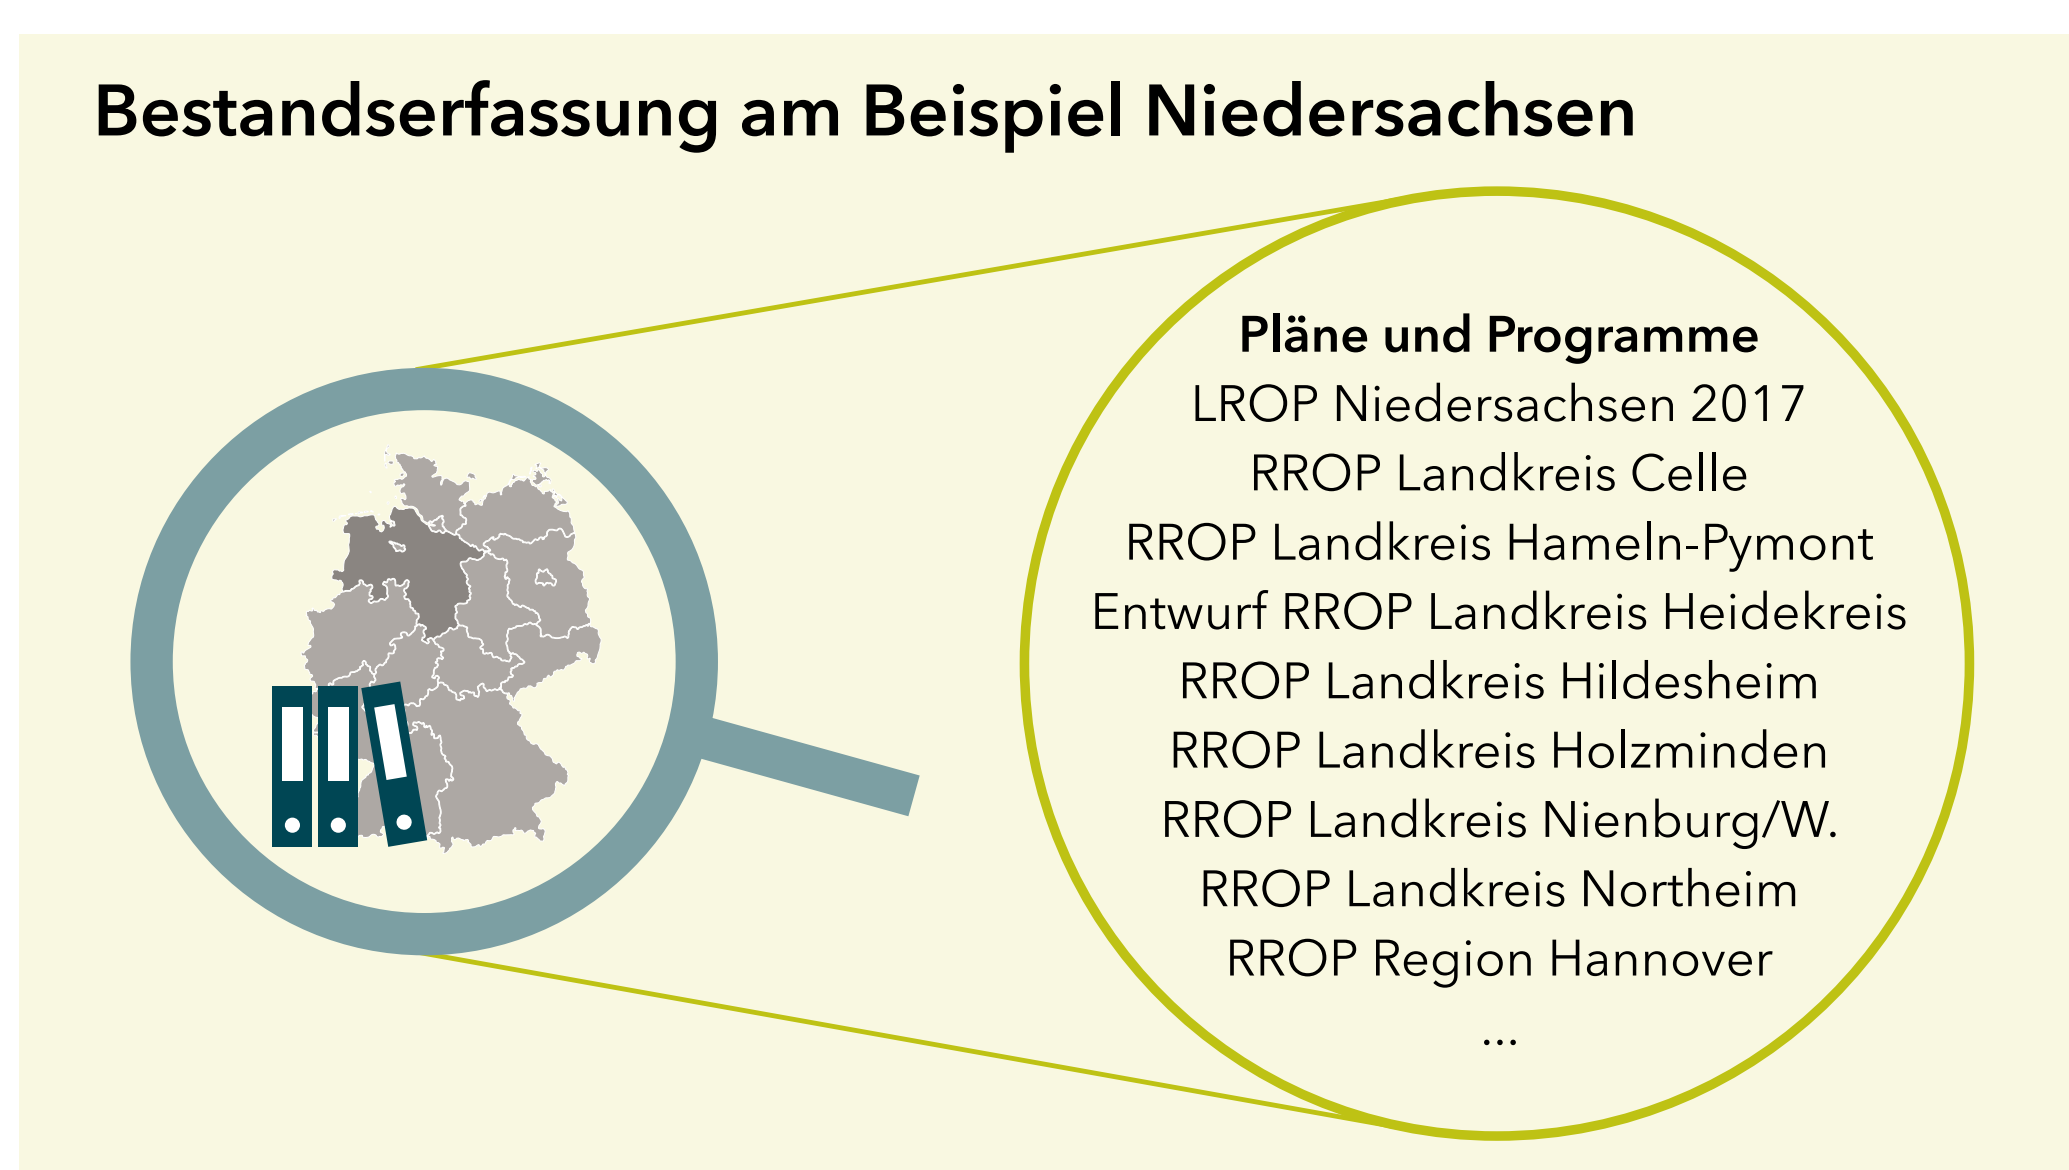 Bestandserfassung am Beispiel Niedersachsen
Pläne und Programme
LROP Niedersachsen 2017
RROP Landkreis Celle
RROP Landkreis Hameln-Pymont
Entwurf RROP Landkreis Heidekreis
RROP Landkreis Hildesheim
RROP Landkreis Holzminden
RROP Landkreis Nienburg/W.
RROP Landkreis Northeim
RROP Region Hannover
...